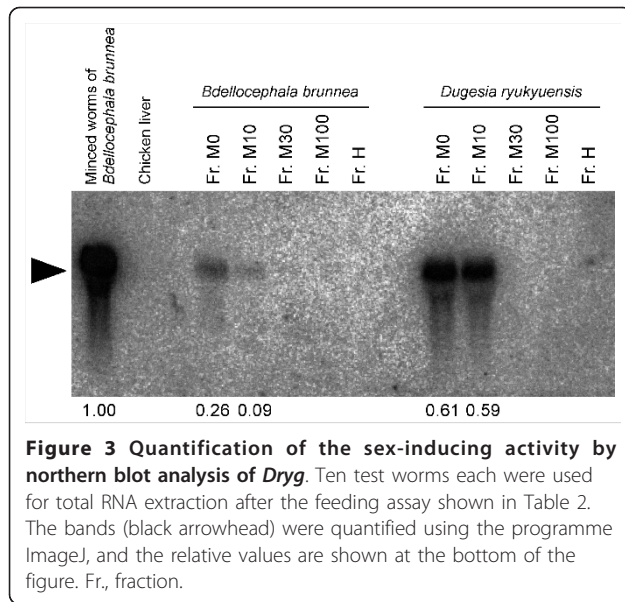 Bdellocephala brunnea
Dugesia ryukyuensis
Minced worms of
Bdellocephala brunnea
Chicken liver
Fr. M0
Fr. M10
Fr. M30
Fr. M100
Fr. H
Fr. M0
Fr. M10
Fr. M30
Fr. M100
Fr. H
1.00 0.26 0.09 0.61 0.59
Figure 3 Quantification of the sex-inducing activity by
northern blot analysis of Dryg. Ten test worms each were used
for total RNA extraction after the feeding assay shown in Table 2.
The bands (black arrowhead) were quantified using the programme
ImageJ, and the relative values are shown at the bottom of the
figure. Fr., fraction.